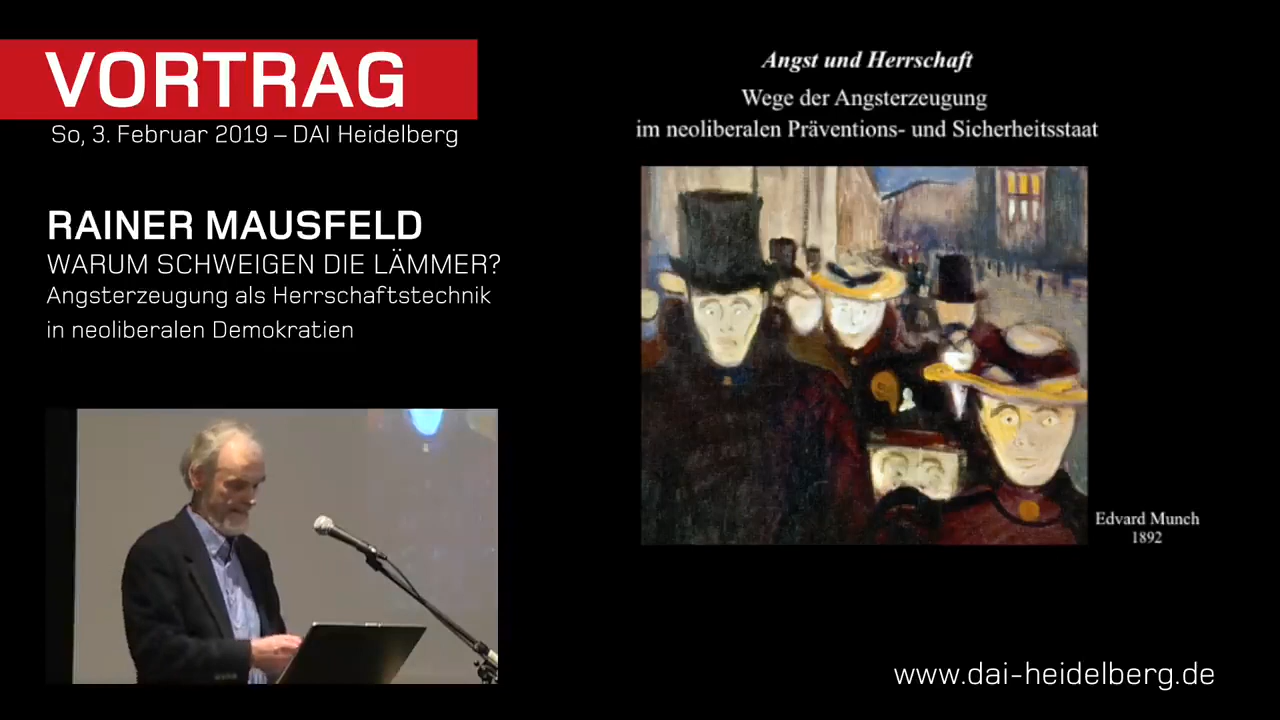 VORTRAG
So, 3. Februar 2019 – DAI Heidelberg
RAINER MAUSFELD
WARUM SCHWEIGEN DIE LÄMMER?
Angsterzeugung als Herrschaftstechnik
in neoliberalen Demokratien
Angst und Herrschaft
Wege der Angsterzeugung
im neoliberalen Präventions- und Sicherheitsstaat
Edvard Munch
1892
www.dai-heidelberg.de